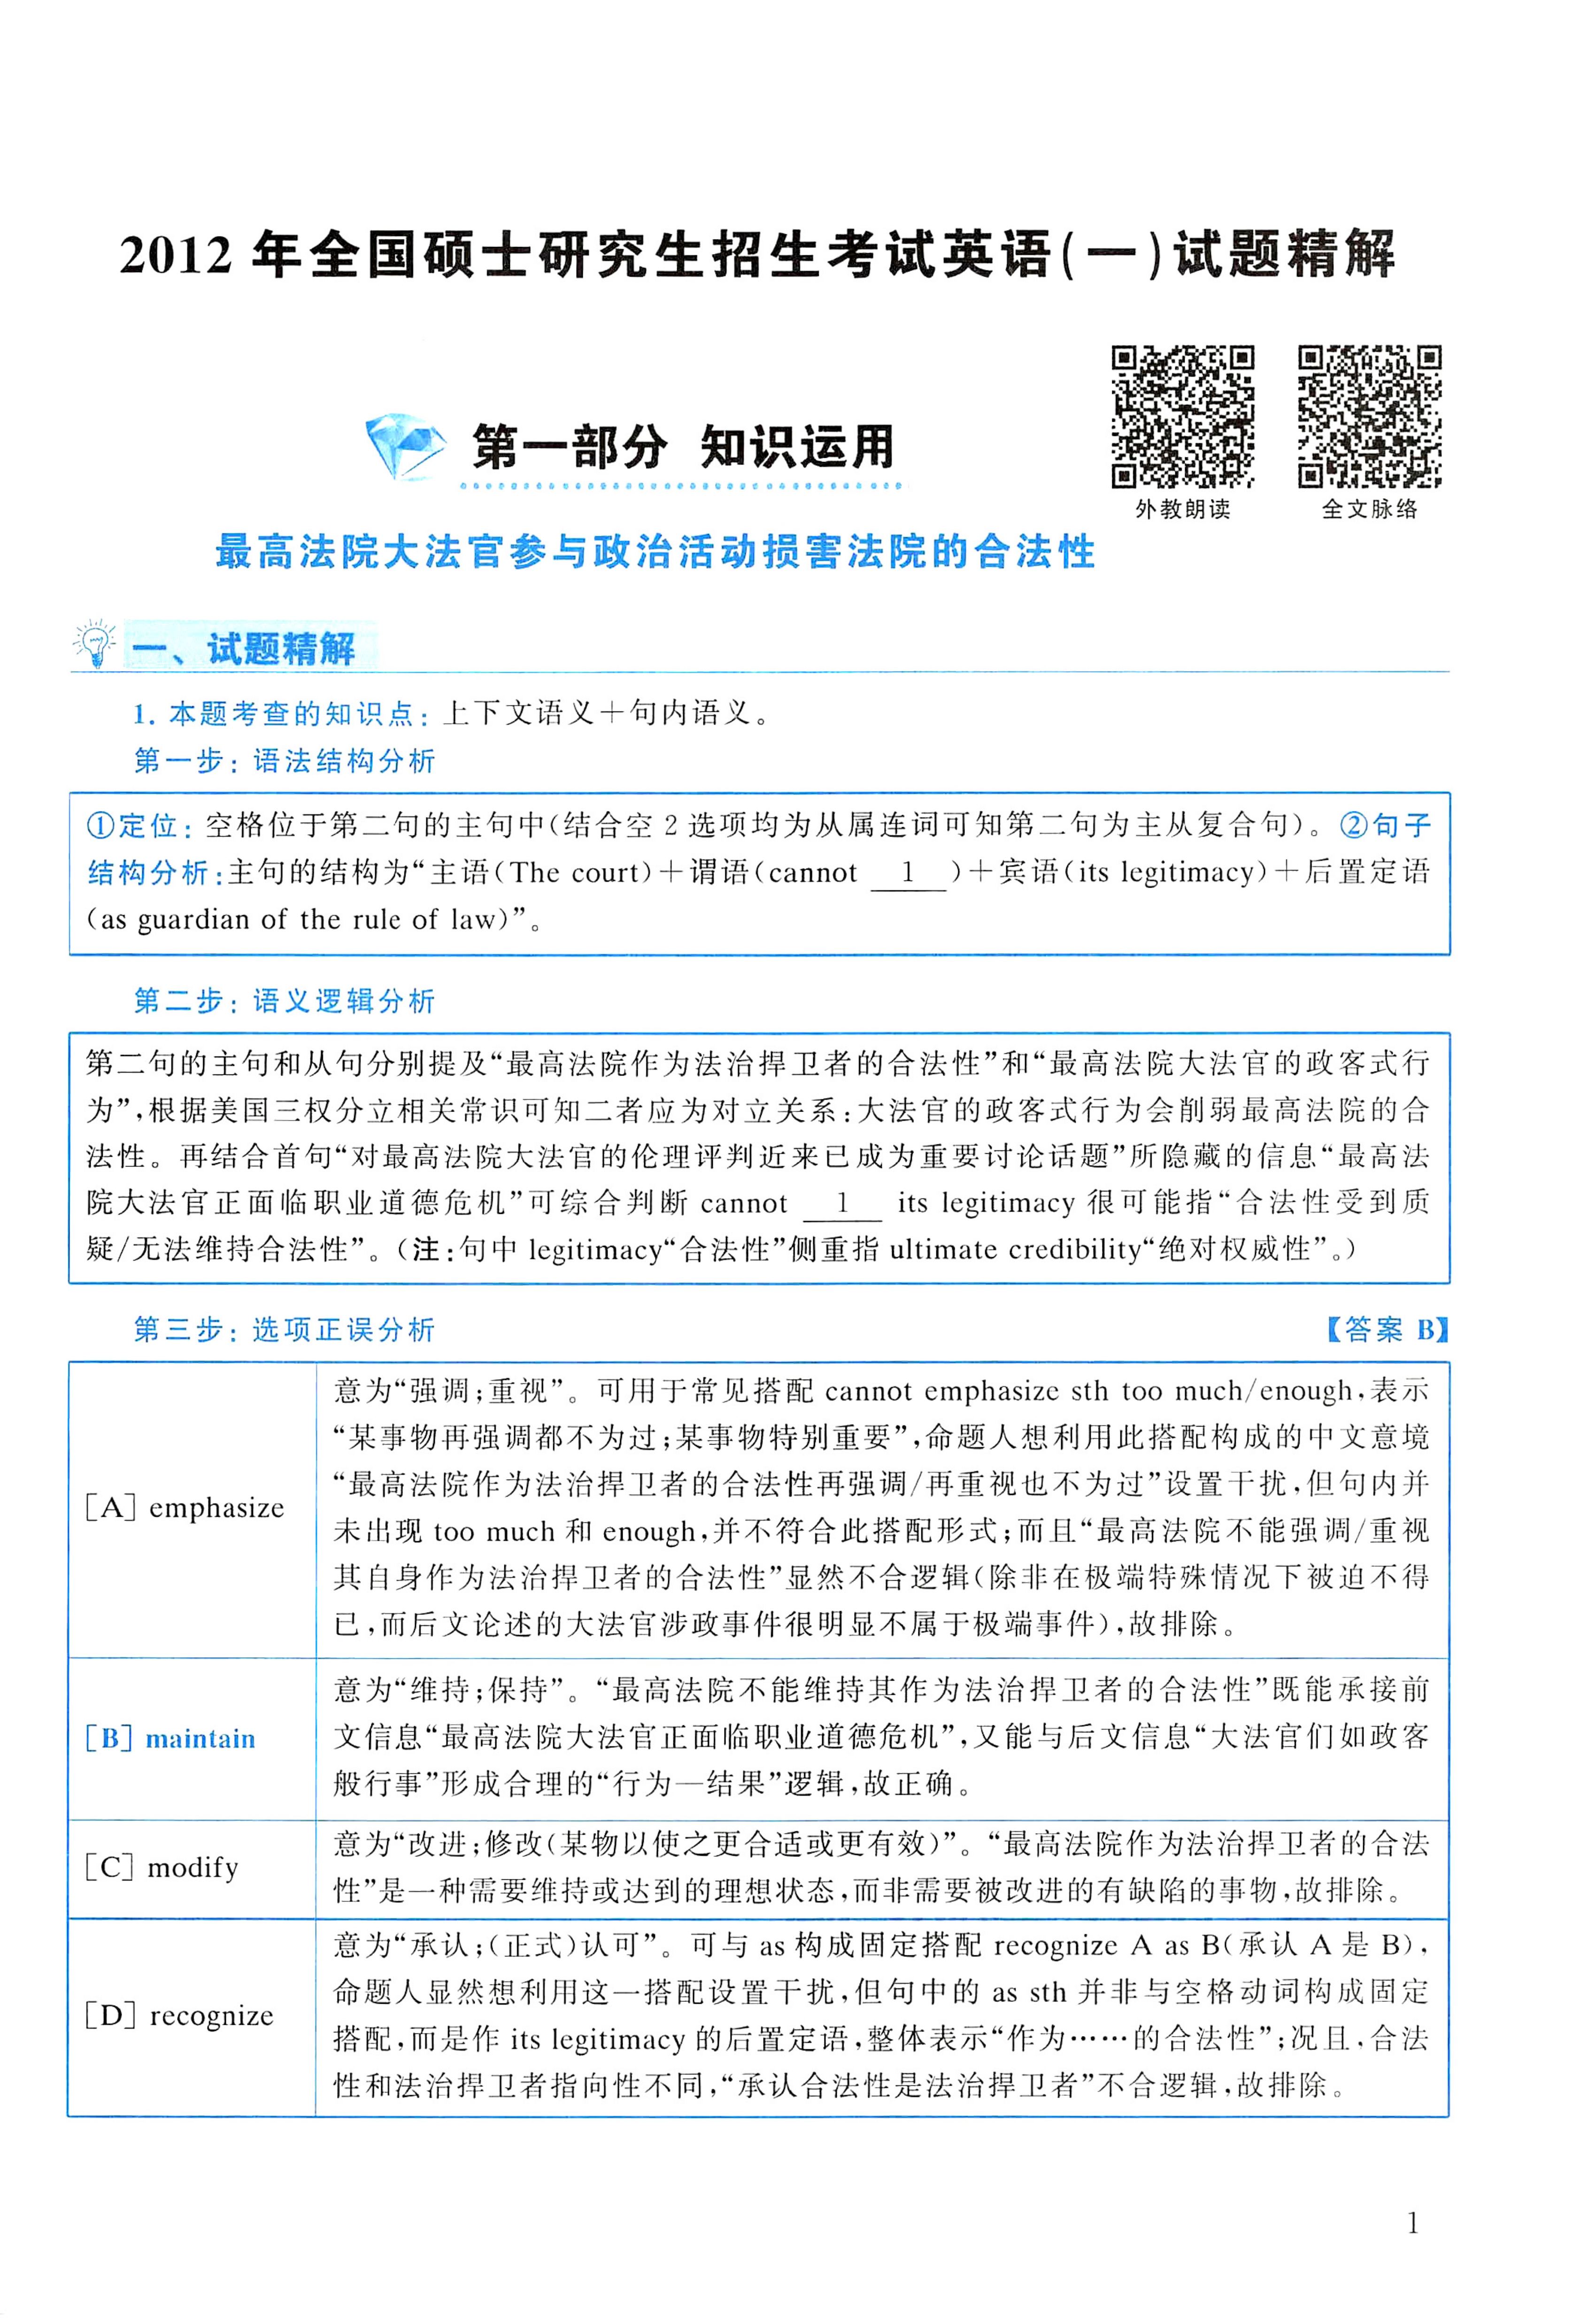 2012 年全国硕士研究生招生考试英语(一)试题精解
第一部分 知识运用
外教朗读
全文脉络
最高法院大法官参与政治活动损害法院的合法性
一、试题精解
1. 本题考查的知识点：上下文语义＋句内语义。
第一步：语法结构分析
①定位：空格位于第二句的主句中(结合空 2 选项均为从属连词可知第二句为主从复合句)。②句子
结构分析：主句的结构为“主语(The court)＋谓语(cannot __1__ )＋宾语(its legitimacy)＋后置定语
(as guardian of the rule of law)”。
第二步：语义逻辑分析
第二句的主句和从句分别提及“最高法院作为法治捍卫者的合法性”和“最高法院大法官的政客式行
为”,根据美国三权分立相关常识可知二者应为对立关系：大法官的政客式行为会削弱最高法院的合
法性。再结合首句“对最高法院大法官的伦理评判近来已成为重要讨论话题”所隐藏的信息“最高法
院大法官正面临职业道德危机”可综合判断 cannot __1__ its legitimacy 很可能指“合法性受到质
疑/无法维持合法性”。(注：句中 legitimacy“合法性”侧重指 ultimate credibility“绝对权威性”。)
第三步：选项正误分析
【答案 B】
[A] emphasize
意为“强调；重视”。可用于常见搭配 cannot emphasize sth too much/enough,表示
“某事物再强调都不为过；某事物特别重要”,命题人想利用此搭配构成的中文意境
“最高法院作为法治捍卫者的合法性再强调/再重视也不为过”设置干扰,但句内并
未出现 too much 和 enough,并不符合此搭配形式；而且“最高法院不能强调/重视
其自身作为法治捍卫者的合法性”显然不合逻辑(除非在极端特殊情况下被迫不得
已,而后文论述的大法官涉政事件很明显不属于极端事件),故排除。
[B] maintain
意为“维持；保持”。“最高法院不能维持其作为法治捍卫者的合法性”既能承接前
文信息“最高法院大法官正面临职业道德危机”,又能与后文信息“大法官们如政客
般行事”形成合理的“行为—结果”逻辑,故正确。
[C] modify
意为“改进；修改(某物以使之更合适或更有效)”。“最高法院作为法治捍卫者的合法
性”是一种需要维持或达到的理想状态,而非需要被改进的有缺陷的事物,故排除。
[D] recognize
意为“承认；(正式)认可”。可与 as 构成固定搭配 recognize A as B(承认 A 是 B),
命题人显然想利用这一搭配设置干扰,但句中的 as sth 并非与空格动词构成固定
搭配,而是作 its legitimacy 的后置定语,整体表示“作为……的合法性”；况且,合法
性和法治捍卫者指向性不同,“承认合法性是法治捍卫者”不合逻辑,故排除。
1